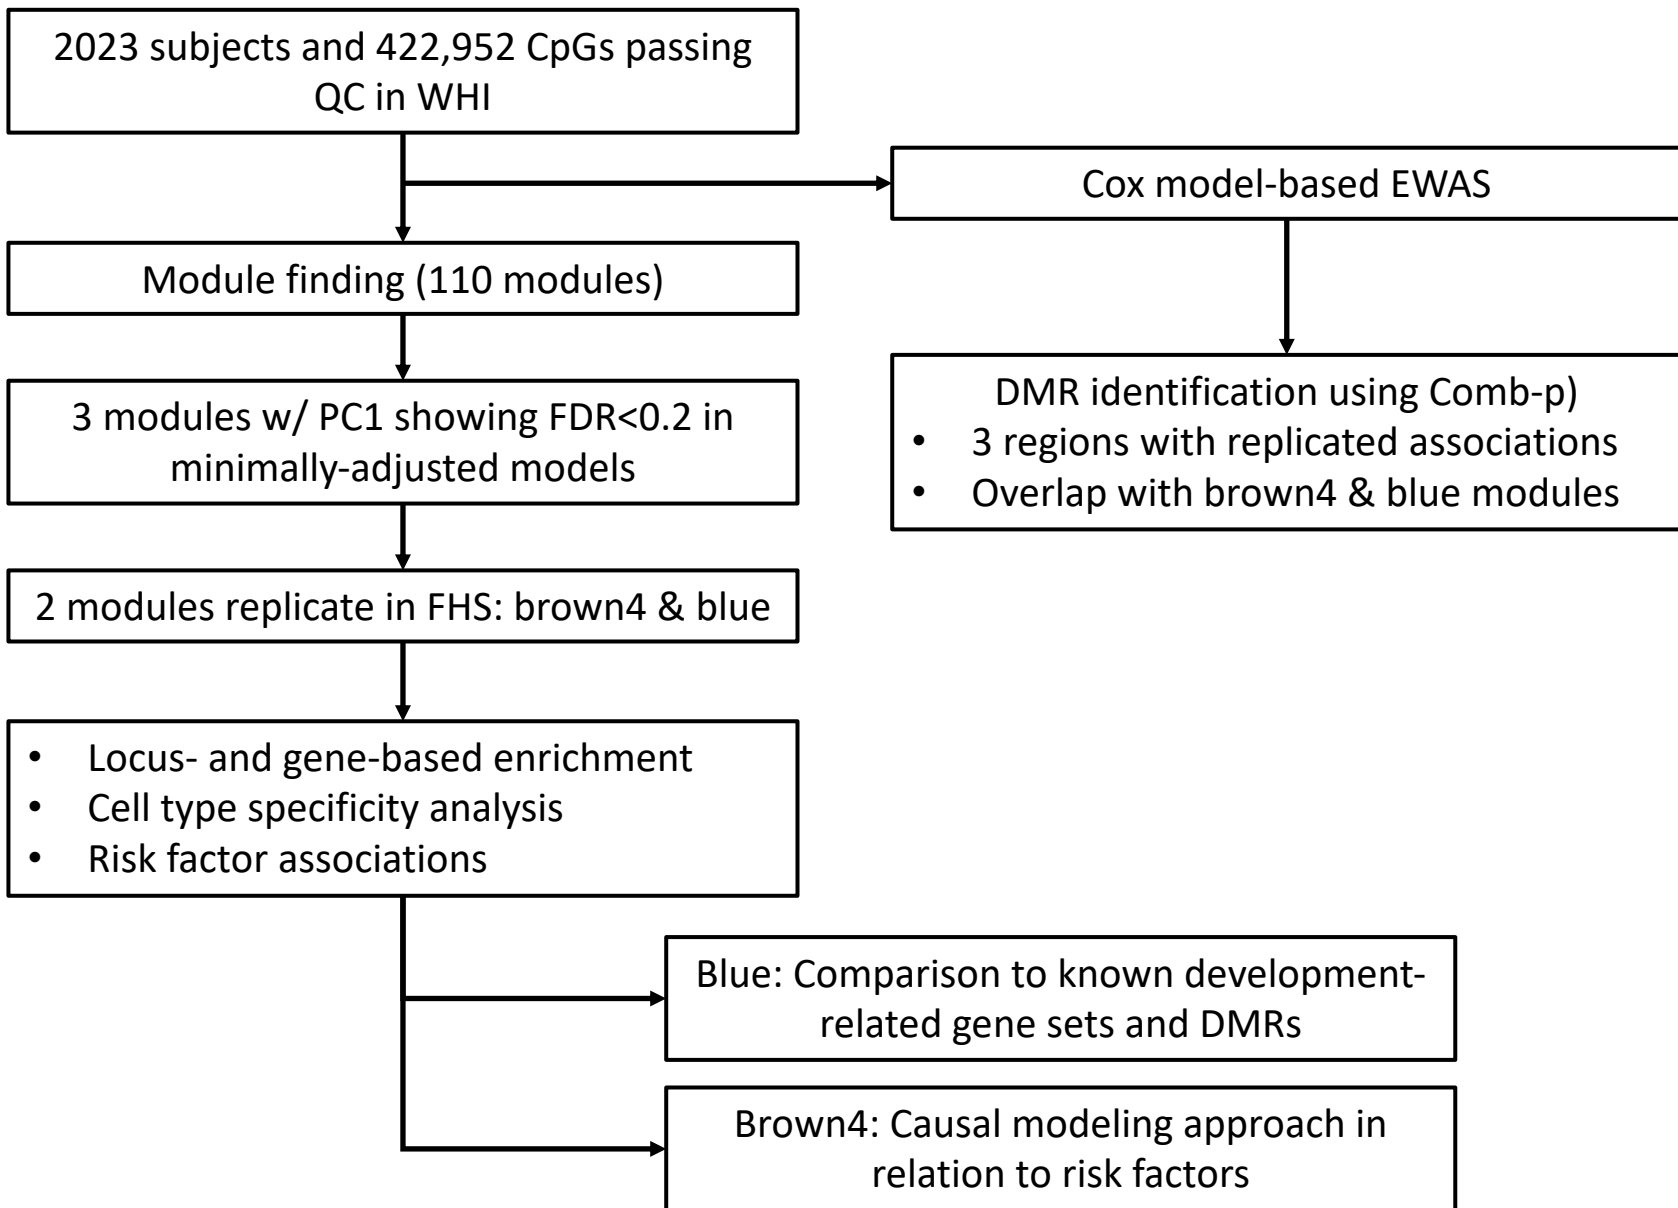 2023 subjects and 422,952 CpGs passing
QC in WHI
Cox model-based EWAS
Module finding (110 modules)
DMR identification using Comb-p)
• 3 regions with replicated associations
• Overlap with brown4 & blue modules
3 modules w/ PC1 showing FDR<0.2 in
minimally-adjusted models
2 modules replicate in FHS: brown4 & blue
• Locus- and gene-based enrichment
• Cell type specificity analysis
• Risk factor associations
Blue: Comparison to known development-
related gene sets and DMRs
Brown4: Causal modeling approach in
relation to risk factors